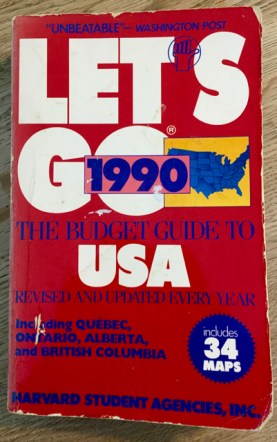 "UNBEATABLE"– WASHINGTON POST
LET'S
GO®
1990
THE BUDGET GUIDE TO
USA
REVISED AND UPDATED EVERY YEAR
Including QUÉBEC,
ONTARIO, ALBERTA,
and BRITISH COLUMBIA
includes
34
MAPS
HARVARD STUDENT AGENCIES, INC.